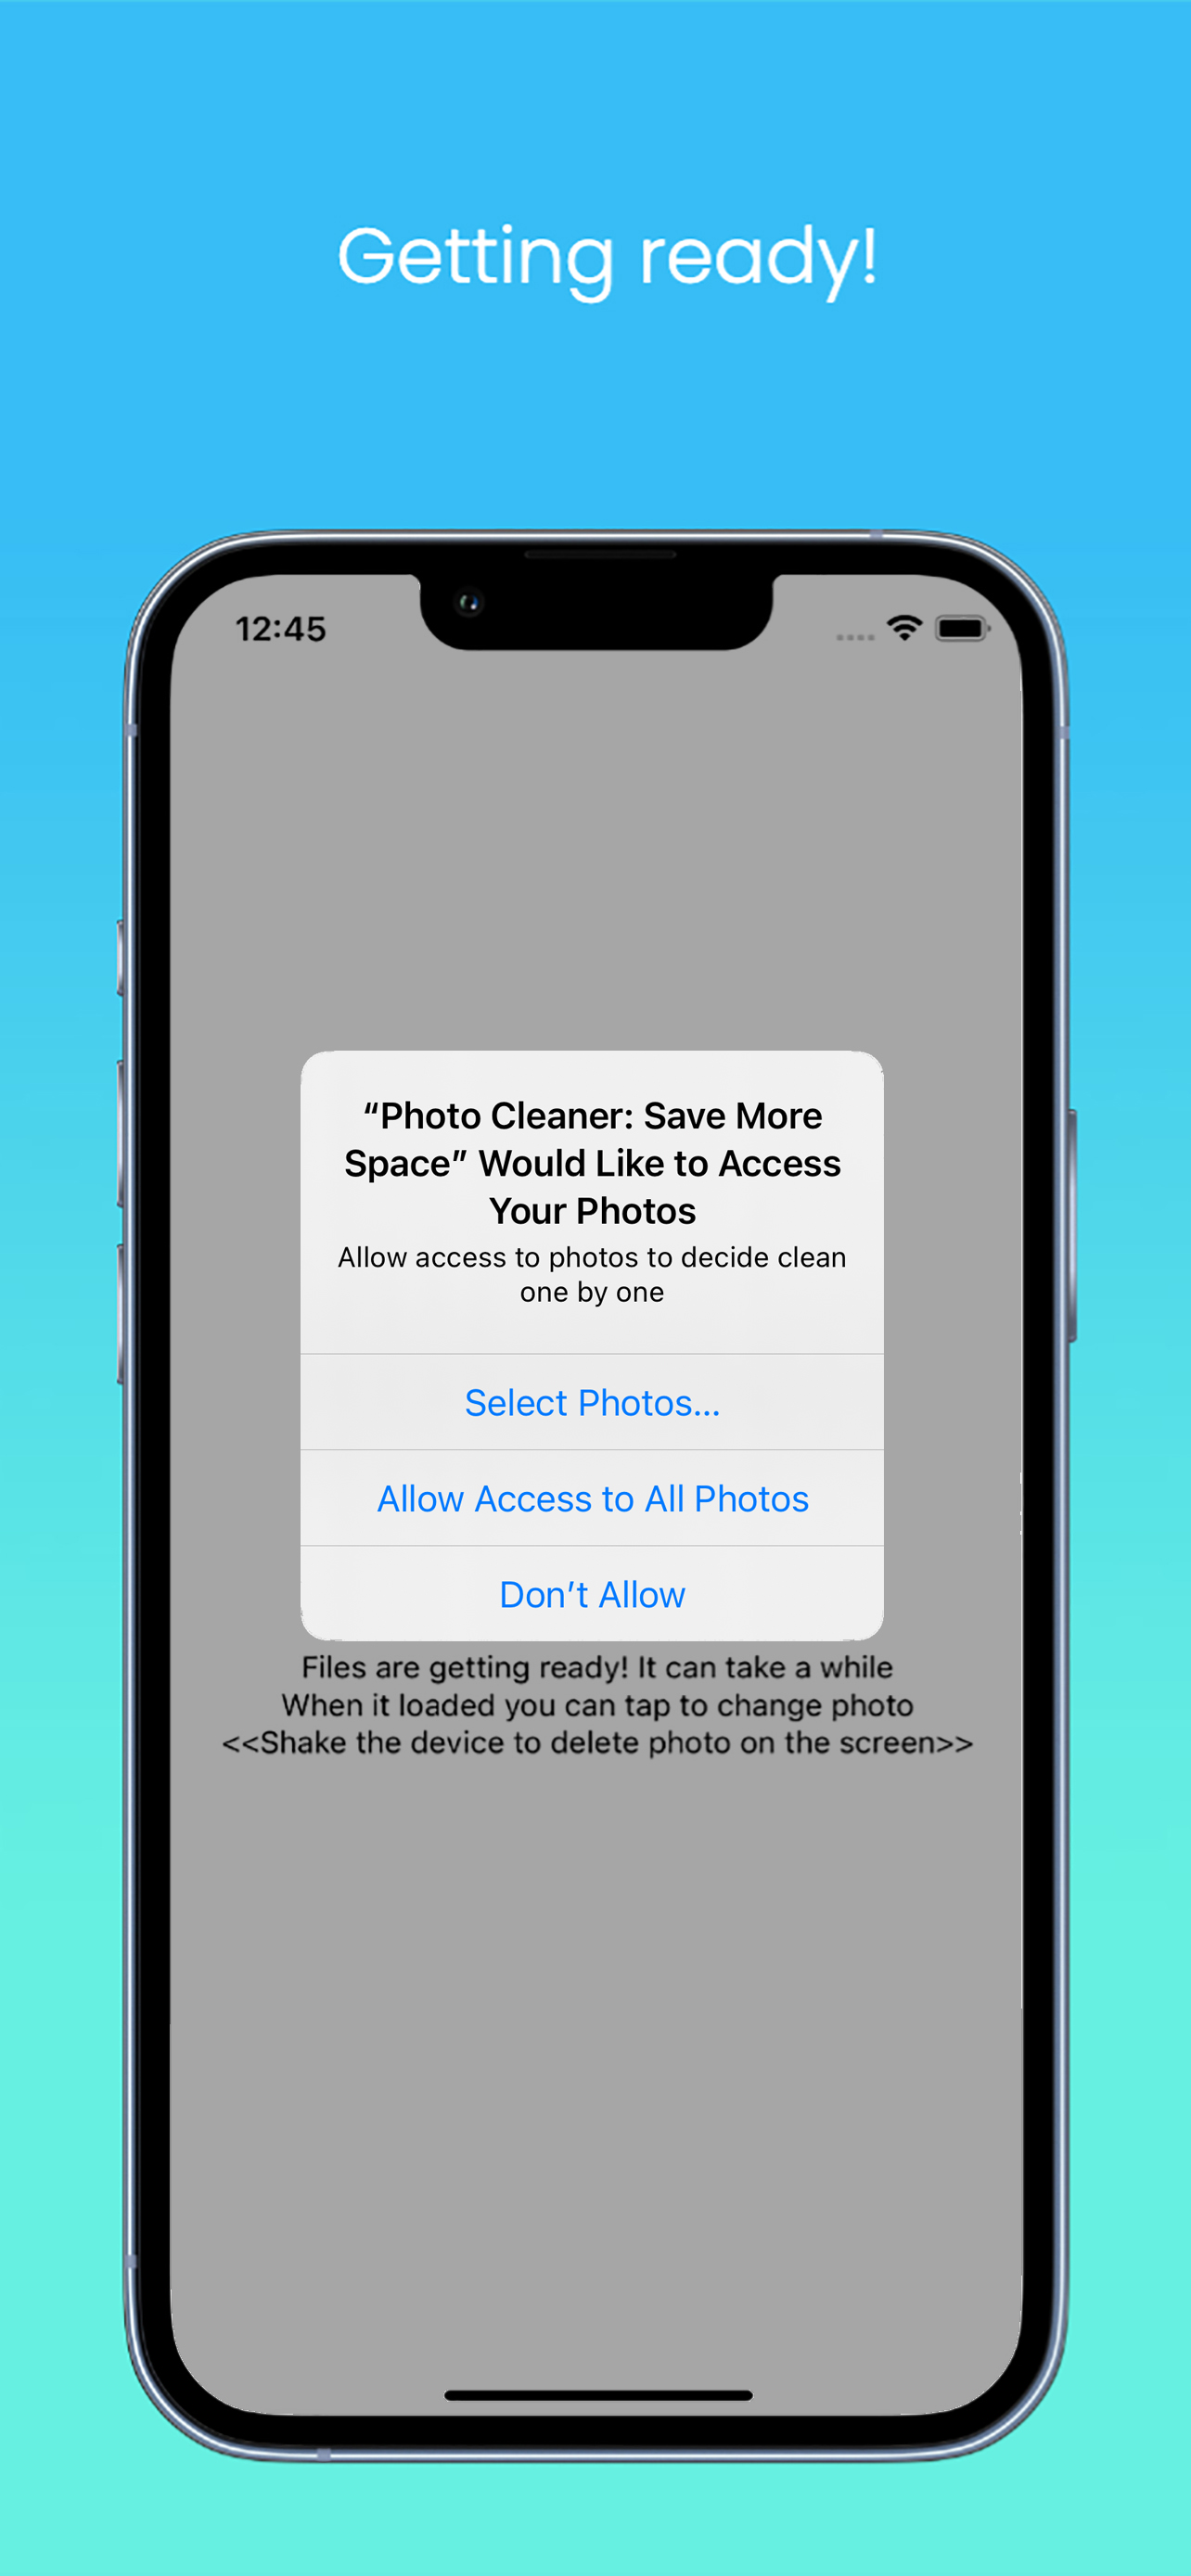 Getting ready!
12:45
“Photo Cleaner: Save More
Space” Would Like to Access
Your Photos
Allow access to photos to decide clean
one by one
Select Photos...
Allow Access to All Photos
Don’t Allow
Files are getting ready! It can take a while
When it loaded you can tap to change photo
<<Shake the device to delete photo on the screen>>